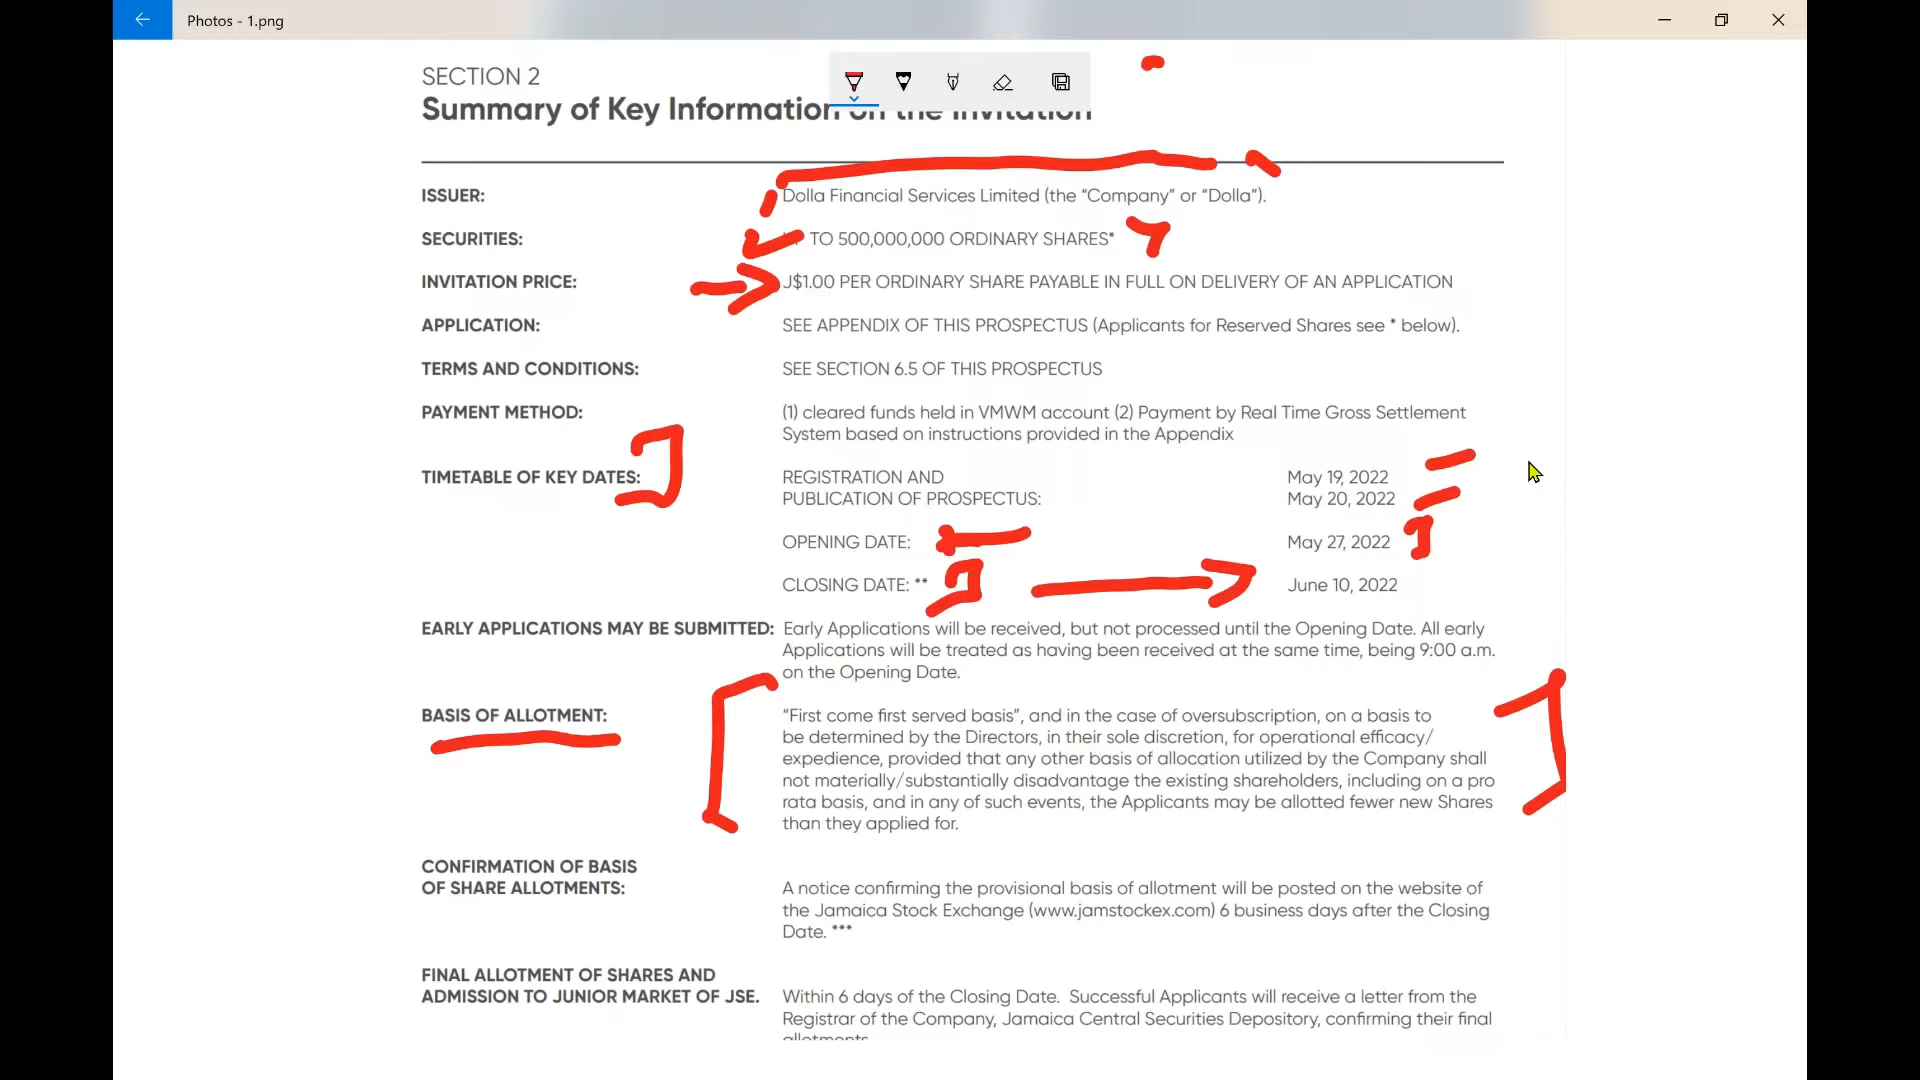 Photos - 1.png
SECTION 2
Summary of Key Information on the Invitation
ISSUER: Dolla Financial Services Limited (the “Company” or “Dolla”).
SECURITIES: TO 500,000,000 ORDINARY SHARES*
INVITATION PRICE: J$1.00 PER ORDINARY SHARE PAYABLE IN FULL ON DELIVERY OF AN APPLICATION
APPLICATION: SEE APPENDIX OF THIS PROSPECTUS (Applicants for Reserved Shares see * below).
TERMS AND CONDITIONS: SEE SECTION 6.5 OF THIS PROSPECTUS
PAYMENT METHOD: (1) cleared funds held in VMWM account (2) Payment by Real Time Gross Settlement
System based on instructions provided in the Appendix
TIMETABLE OF KEY DATES: REGISTRATION AND May 19, 2022
PUBLICATION OF PROSPECTUS: May 20, 2022
OPENING DATE: May 27, 2022
CLOSING DATE: ** June 10, 2022
EARLY APPLICATIONS MAY BE SUBMITTED: Early Applications will be received, but not processed until the Opening Date. All early
Applications will be treated as having been received at the same time, being 9:00 a.m.
on the Opening Date.
BASIS OF ALLOTMENT: “First come first served basis”, and in the case of oversubscription, on a basis to
be determined by the Directors, in their sole discretion, for operational efficacy/
expedience, provided that any other basis of allocation utilized by the Company shall
not materially/substantially disadvantage the existing shareholders, including on a pro
rata basis, and in any of such events, the Applicants may be allotted fewer new Shares
than they applied for.
CONFIRMATION OF BASIS
OF SHARE ALLOTMENTS: A notice confirming the provisional basis of allotment will be posted on the website of
the Jamaica Stock Exchange (www.jamstockex.com) 6 business days after the Closing
Date. ***
FINAL ALLOTMENT OF SHARES AND
ADMISSION TO JUNIOR MARKET OF JSE. Within 6 days of the Closing Date. Successful Applicants will receive a letter from the
Registrar of the Company, Jamaica Central Securities Depository, confirming their final
allotments